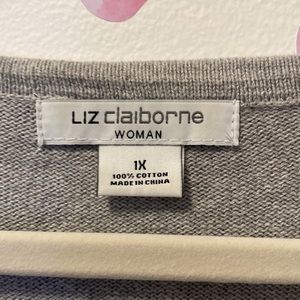 LIZ claiborne
WOMAN
1X
100% COTTON
MADE IN CHINA